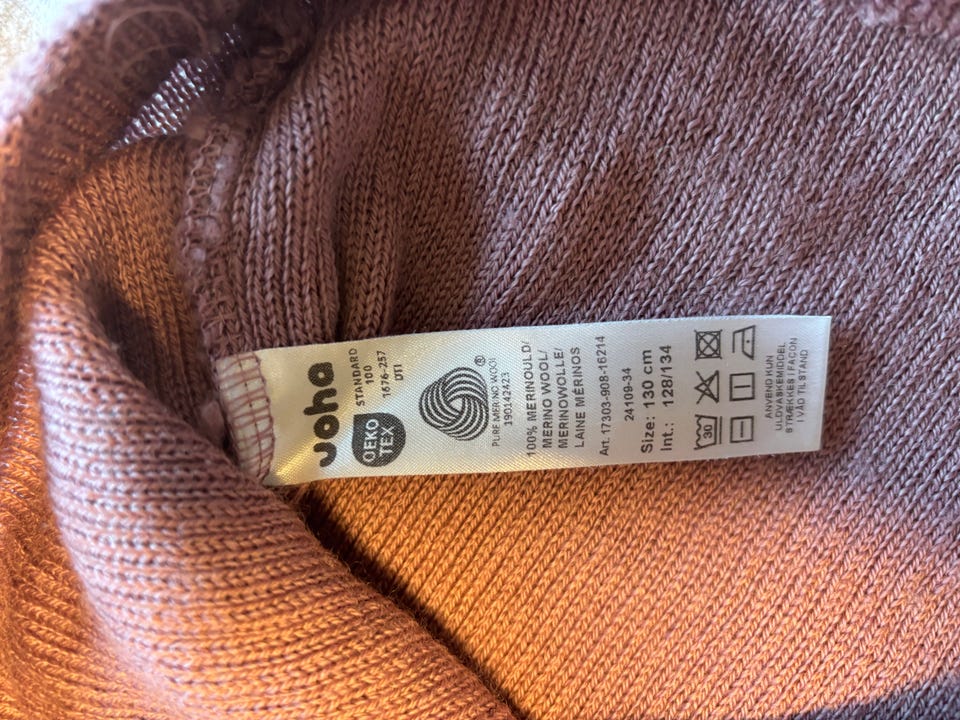 Joha
OEKO
TEX
STANDARD
100
1676-257
DTI
PURE MERINO WOOL
190142423
100% MERINOULD/
MERINO WOOL/
MERINOWOLLE/
LAINE MÉRINOS
Art. 17303-908-16214
24109-34
Size: 130 cm
Int.: 128/134
30
ANVEND KUN
ULDVASKEMIDDEL
STRÆKKES I FACON
I VÅD TILSTAND